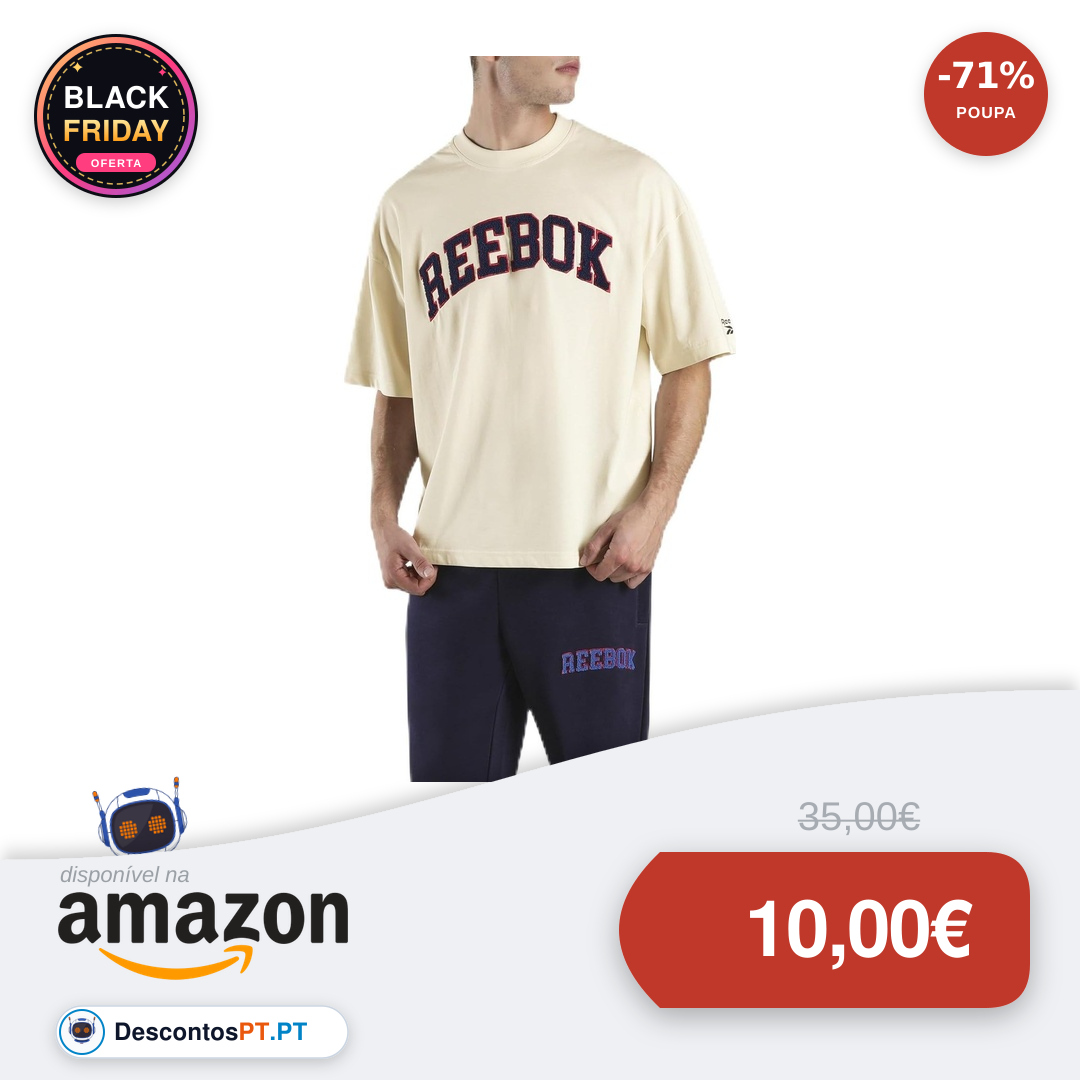 BLACK
FRIDAY
OFERTA
-71%
POUPA
REEBOK
REEBOK
35,00€
disponível na
amazon
10,00€
DescontosPT.PT